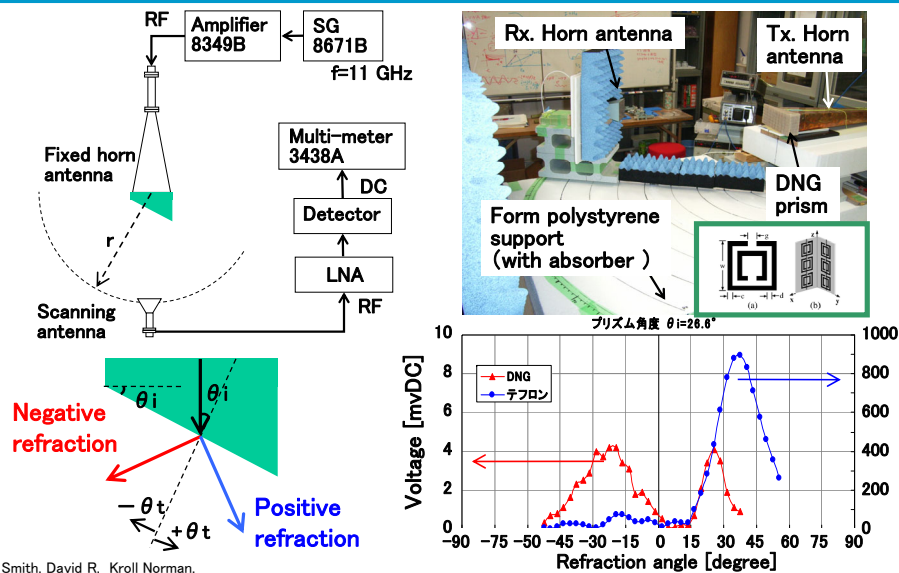 RF
Amplifier
8349B
SG
8671B
f=11 GHz
Fixed horn
antenna
Multi-meter
3438A
DC
Detector
LNA
RF
r
Scanning
antenna
Rx. Horn antenna
Tx. Horn
antenna
DNG
prism
Form polystyrene
support
(with absorber )
g
w
c
d
(a)
z
x
y
(b)
θi
θi
Negative
refraction
Positive
refraction
－θt
+θt
プリズム角度 θi=26.6°
Voltage [mvDC]
10
8
6
4
2
0
DNG
テフロン
1000
800
600
400
200
0
-90 -75 -60 -45 -30 -15 0 15 30 45 60 75 90
Refraction angle [degree]
Smith, David R. Kroll Norman,